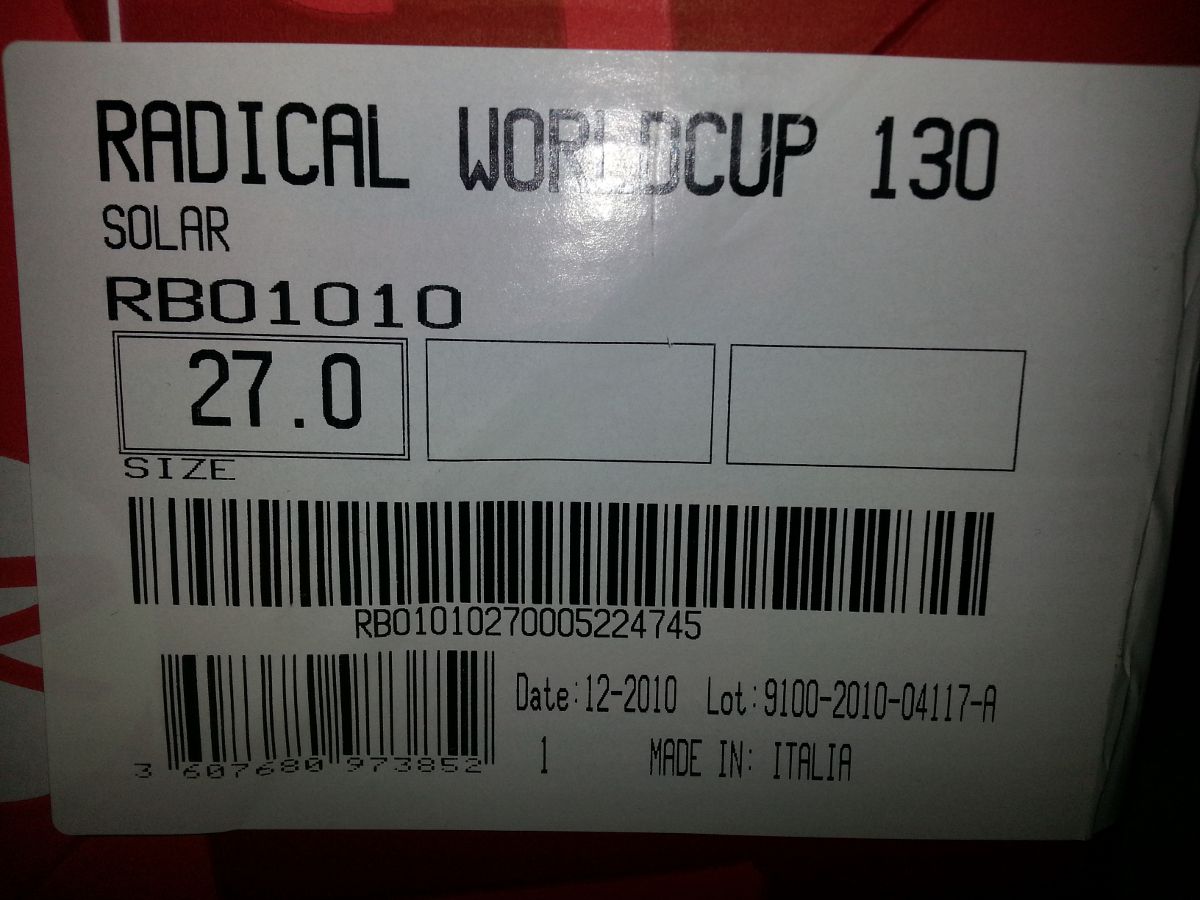 RADICAL WORLDCUP 130
SOLAR
RB01010
27.0
SIZE
RB01010270005224745
Date:12-2010 Lot:9100-2010-04117-A
1 MADE IN: ITALIA
3 607680 973852